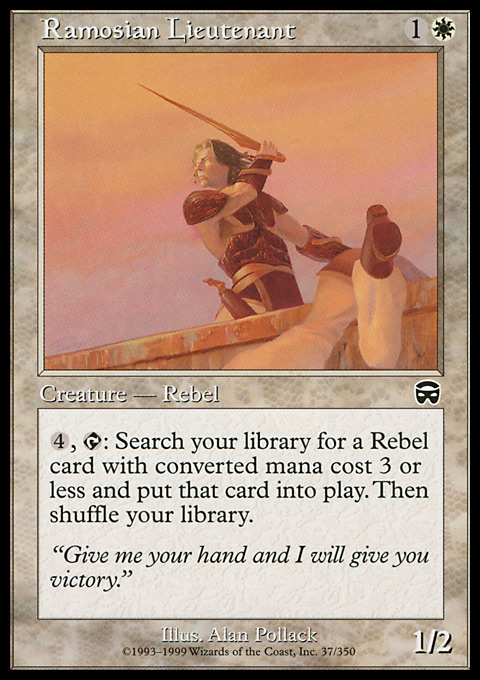 Ramosian Lieutenant 1
Creature — Rebel
4, : Search your library for a Rebel
card with converted mana cost 3 or
less and put that card into play. Then
shuffle your library.
“Give me your hand and I will give you
victory.”
Illus. Alan Pollack
©1993–1999 Wizards of the Coast, Inc. 37/350
1/2